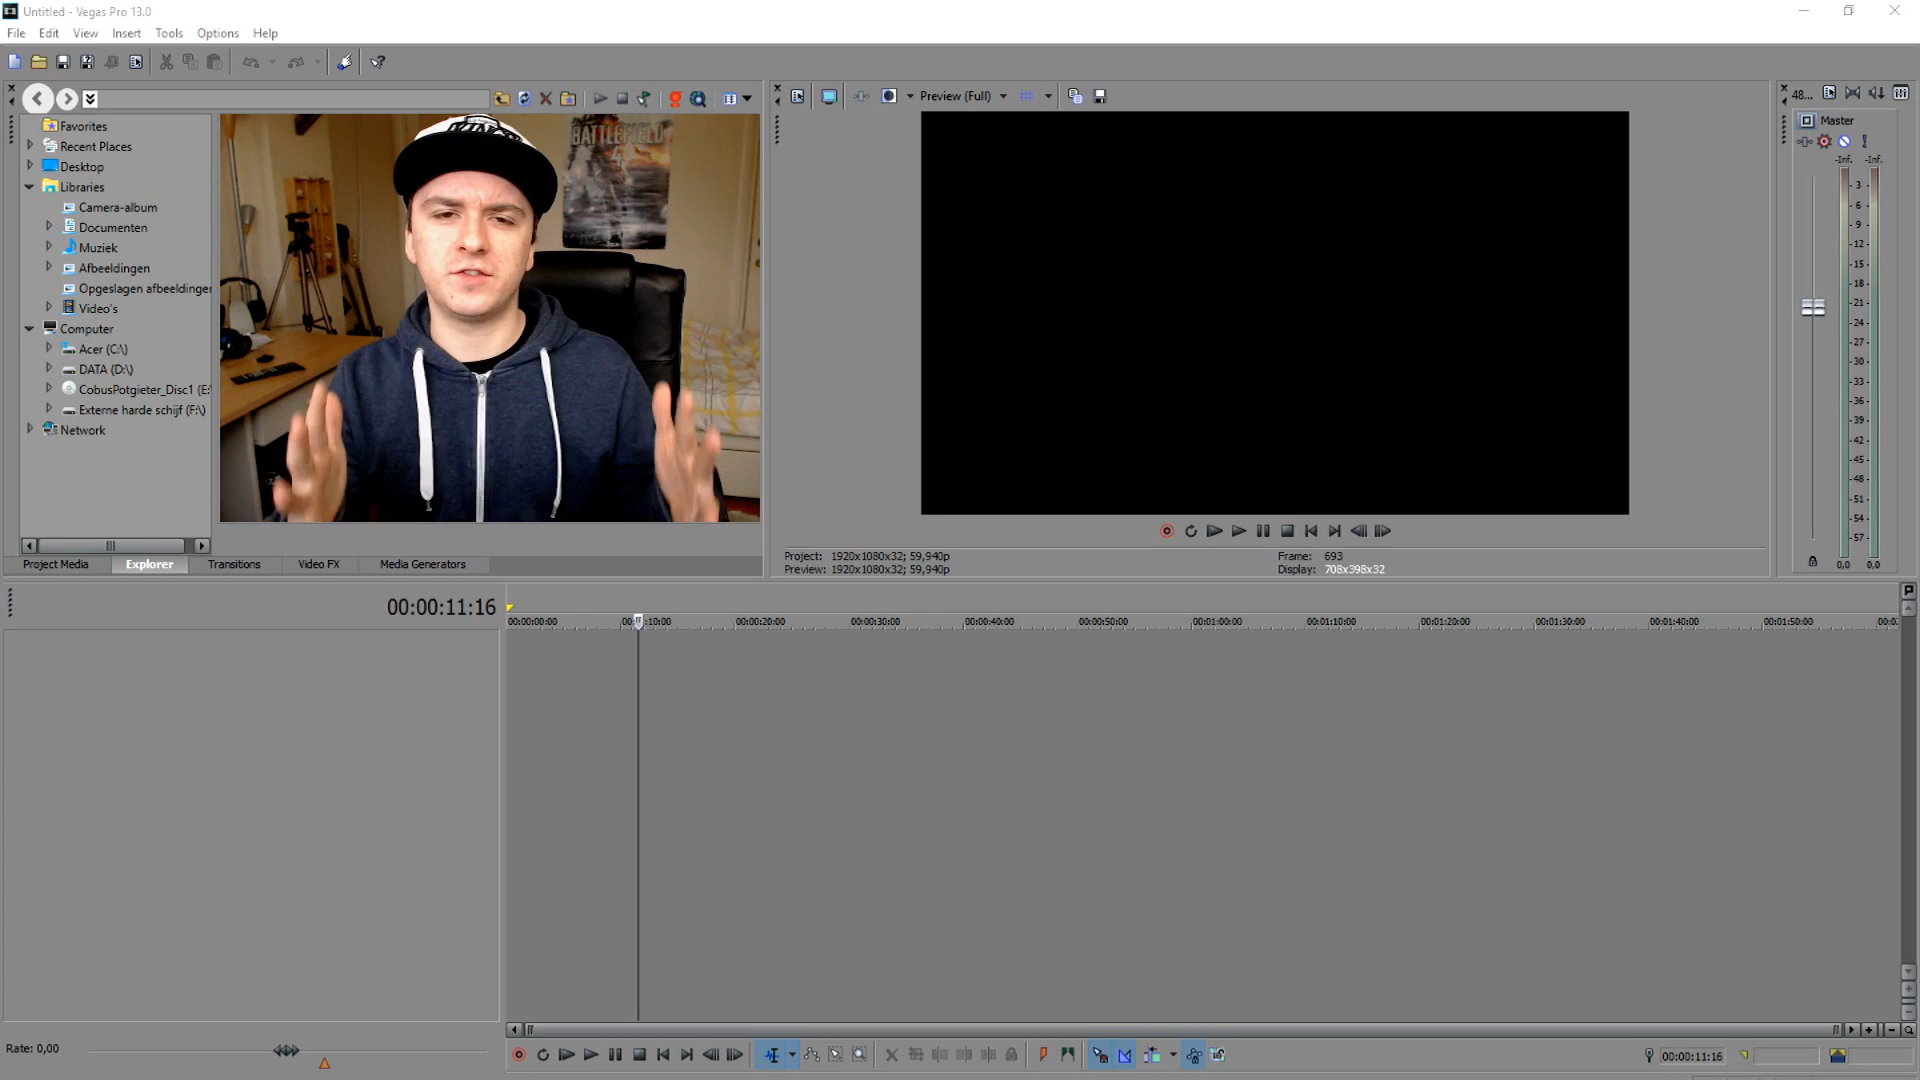 Untitled - Vegas Pro 13.0
File Edit View Insert Tools Options Help
Preview (Full)
48...
Favorites
Recent Places
Desktop
Libraries
Camera-album
Documenten
Muziek
Afbeeldingen
Opgeslagen afbeeldinger
Video's
Computer
Acer (C:\)
DATA (D:\)
CobusPotgieter_Disc1 (E:
Externe harde schijf (F:\)
Network
KINGS
BATTLEFIELD
4
Master
-Inf. -Inf.
3
6
9
-12-
-15-
-18-
-21-
-24-
-27-
-30-
-33-
-36-
-39-
-42-
-45-
-48-
-51-
-54-
-57-
0,0 0,0
Project: 1920x1080x32; 59,940p
Preview: 1920x1080x32; 59,940p
Frame: 693
Display: 708x398x32
Project Media Explorer Transitions Video FX Media Generators
00:00:11:16
00:00:00:00 00:00:10:00 00:00:20:00 00:00:30:00 00:00:40:00 00:00:50:00 00:01:00:00 00:01:10:00 00:01:20:00 00:01:30:00 00:01:40:00 00:01:50:00
Rate: 0,00
00:00:11:16